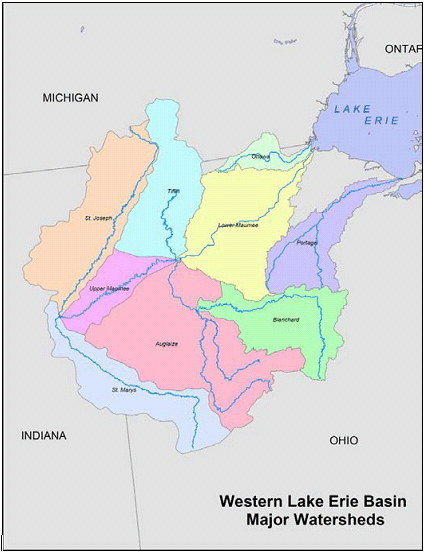 ONTAR
MICHIGAN
LAKE
ERIE
Ottawa
Tiffin
St. Joseph
Lower Maumee
Portage
Upper Maumee
Blanchard
Auglaize
St. Marys
INDIANA
OHIO
Western Lake Erie Basin
Major Watersheds